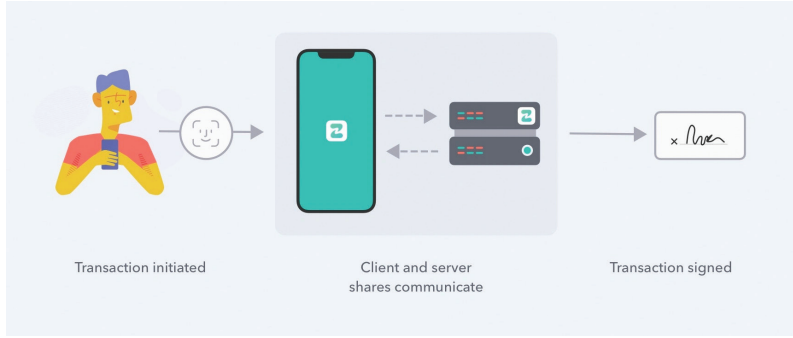 Transaction initiated
Client and server
shares communicate
Transaction signed